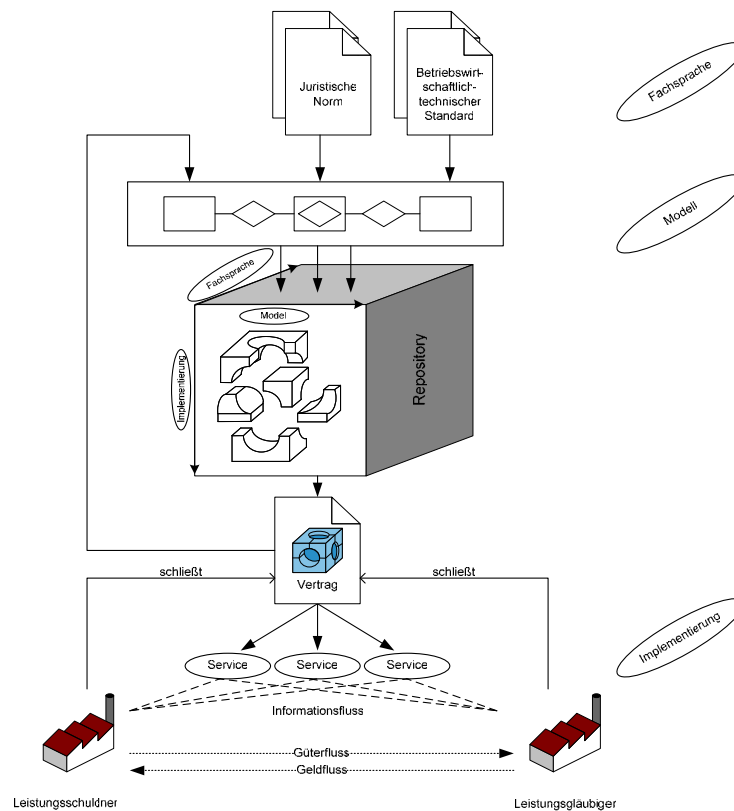 Juristische
Norm
Betriebswirt-
schaftlich-
technischer
Standard
Fachsprache
Modell
Fachsprache
Model
Implementierung
Repository
Vertrag
schließt
schließt
Implementierung
Service
Service
Service
Informationsfluss
Güterfluss
Geldfluss
Leistungsschuldner
Leistungsgläubiger